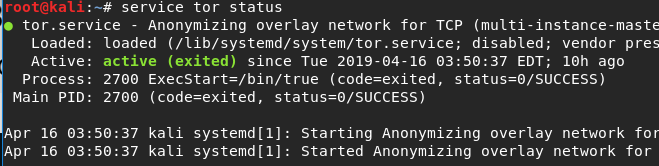 root@kali:~# service tor status
● tor.service - Anonymizing overlay network for TCP (multi-instance-maste
Loaded: loaded (/lib/systemd/system/tor.service; disabled; vendor pres
Active: active (exited) since Tue 2019-04-16 03:50:37 EDT; 10h ago
Process: 2700 ExecStart=/bin/true (code=exited, status=0/SUCCESS)
Main PID: 2700 (code=exited, status=0/SUCCESS)
Apr 16 03:50:37 kali systemd[1]: Starting Anonymizing overlay network for
Apr 16 03:50:37 kali systemd[1]: Started Anonymizing overlay network for